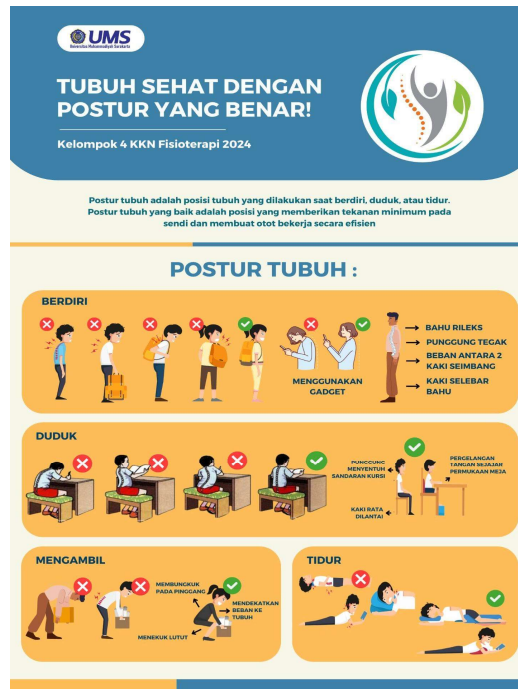 UMS
Universitas Muhammadiyah Surakarta
TUBUH SEHAT DENGAN
POSTUR YANG BENAR!
Kelompok 4 KKN Fisioterapi 2024
Postur tubuh adalah posisi tubuh yang dilakukan saat berdiri, duduk, atau tidur.
Postur tubuh yang baik adalah posisi yang memberikan tekanan minimum pada
sendi dan membuat otot bekerja secara efisien
POSTUR TUBUH :
BERDIRI
MENGGUNAKAN
GADGET
BAHU RILEKS
PUNGGUNG TEGAK
BEBAN ANTARA 2
KAKI SEIMBANG
KAKI SELEBAR
BAHU
DUDUK
PUNGGUNG
MENYENTUH
SANDARAN KURSI
KAKI RATA
DILANTAI
PERGELANGAN
TANGAN SEJAJAR
PERMUKAAN MEJA
MENGAMBIL
MEMBUNGKUK
PADA PINGGANG
MENDEKATKAN
BEBAN KE
TUBUH
MENEKUK LUTUT
TIDUR